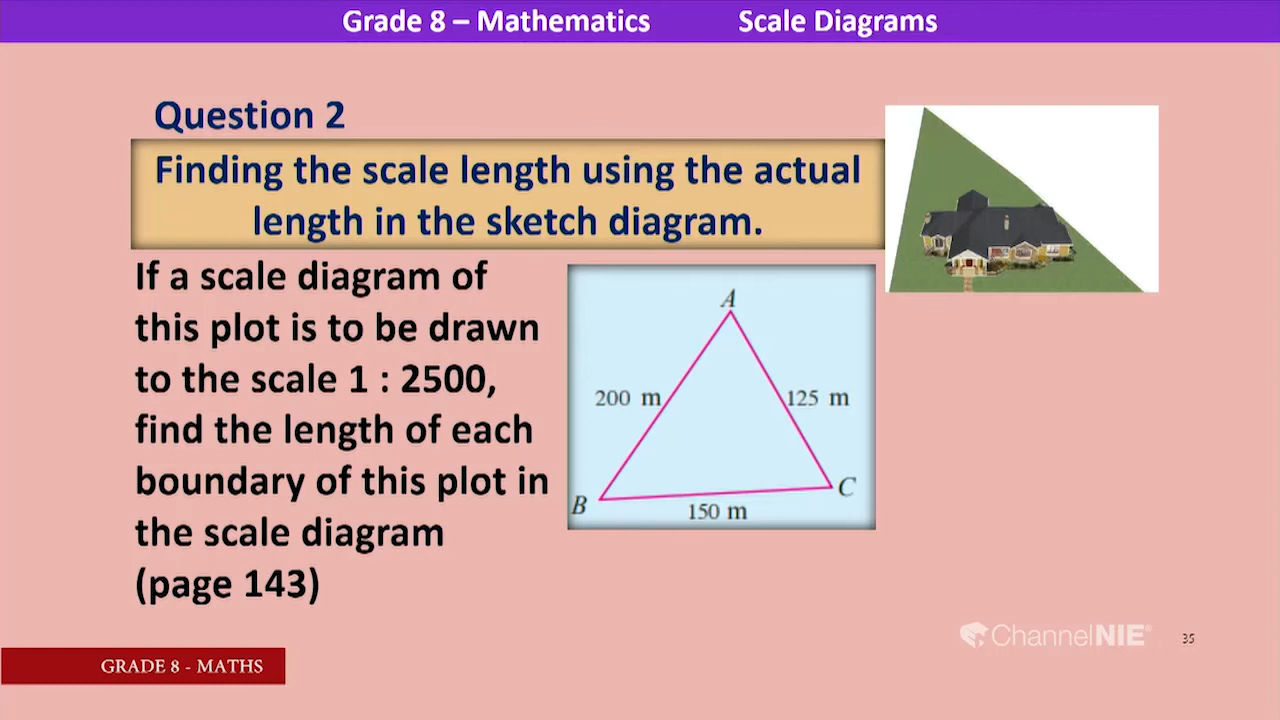 Grade 8 – Mathematics Scale Diagrams
Question 2
Finding the scale length using the actual
length in the sketch diagram.
If a scale diagram of
this plot is to be drawn
to the scale 1 : 2500,
find the length of each
boundary of this plot in
the scale diagram
(page 143)
A
200 m
125 m
B
C
150 m
ChannelNIE®
35
GRADE 8 - MATHS